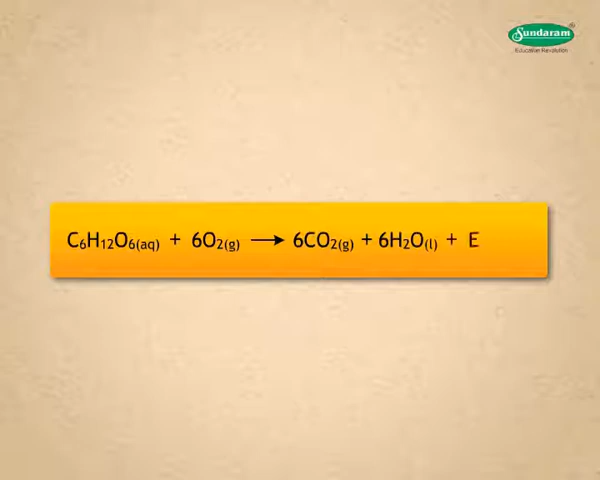 Sundaram®
Education Revolution
C₆H₁₂O₆(aq) + 6O₂(g) → 6CO₂(g) + 6H₂O(l) + E